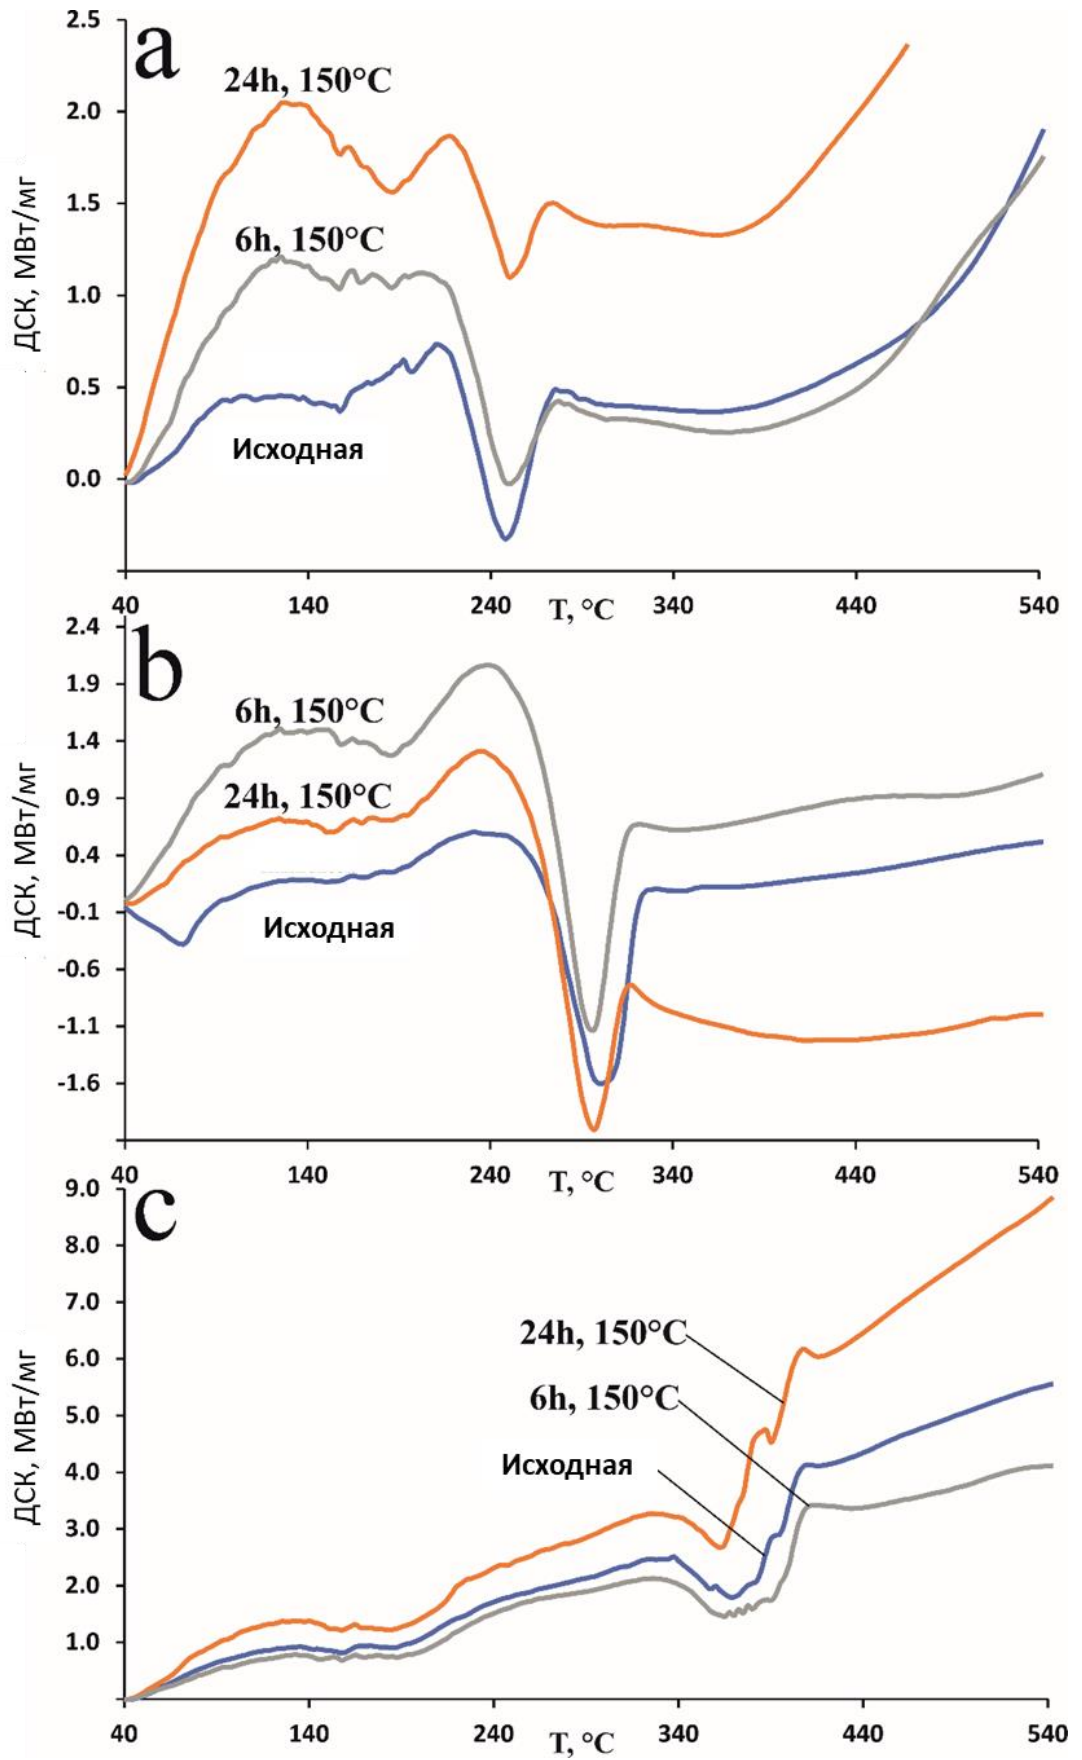 a
2.5
24h, 150°C
2.0
1.5
6h, 150°C
1.0
0.5
Исходная
0.0
ДСК, МВт/мг
40 140 240 T, °C 340 440 540
b
2.4
1.9
6h, 150°C
1.4
24h, 150°C
0.9
0.4
Исходная
-0.1
-0.6
-1.1
-1.6
ДСК, МВт/мг
40 140 240 T, °C 340 440 540
c
9.0
8.0
7.0
24h, 150°C
6.0
6h, 150°C
5.0
Исходная
4.0
3.0
2.0
1.0
ДСК, МВт/мг
40 140 240 T, °C 340 440 540